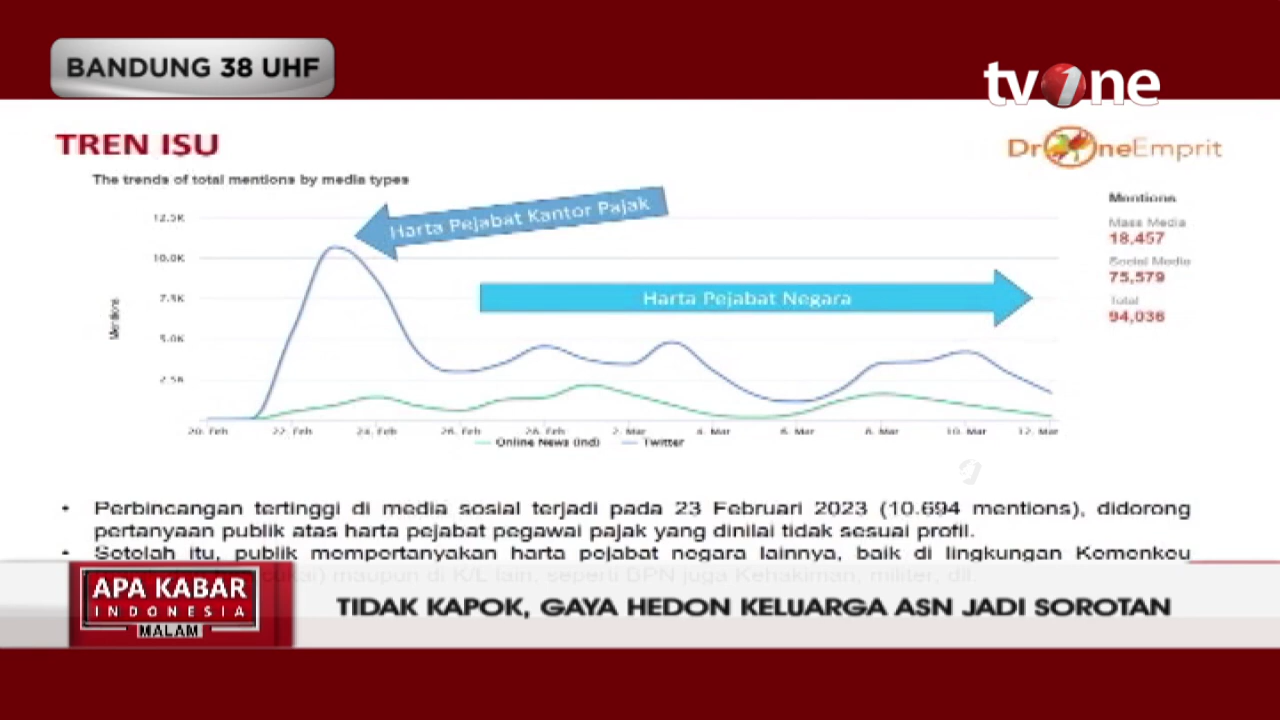 BANDUNG 38 UHF
tvOne
TREN ISU
DroneEmprit
The trends of total mentions by media types
Mentions
Mass Media
18,457
Social Media
75,579
Total
94,036
12.5K
10.0K
7.5K
5.0K
2.5K
Mentions
Harta Pejabat Kantor Pajak
Harta Pejabat Negara
20. Feb 22. Feb 24. Feb 26. Feb 28. Feb 2. Mar 4. Mar 6. Mar 8. Mar 10. Mar 12. Mar
Online News (Ind) Twitter
• Perbincangan tertinggi di media sosial terjadi pada 23 Februari 2023 (10.694 mentions), didorong
pertanyaan publik atas harta pejabat pegawai pajak yang dinilai tidak sesuai profil.
• Setelah itu, publik mempertanyakan harta pejabat negara lainnya, baik di lingkungan Kemenkeu
cukai) maupun di K/L lain, seperti BPN juga Kehakiman, militer, dll.
APA KABAR
INDONESIA
MALAM
TIDAK KAPOK, GAYA HEDON KELUARGA ASN JADI SOROTAN